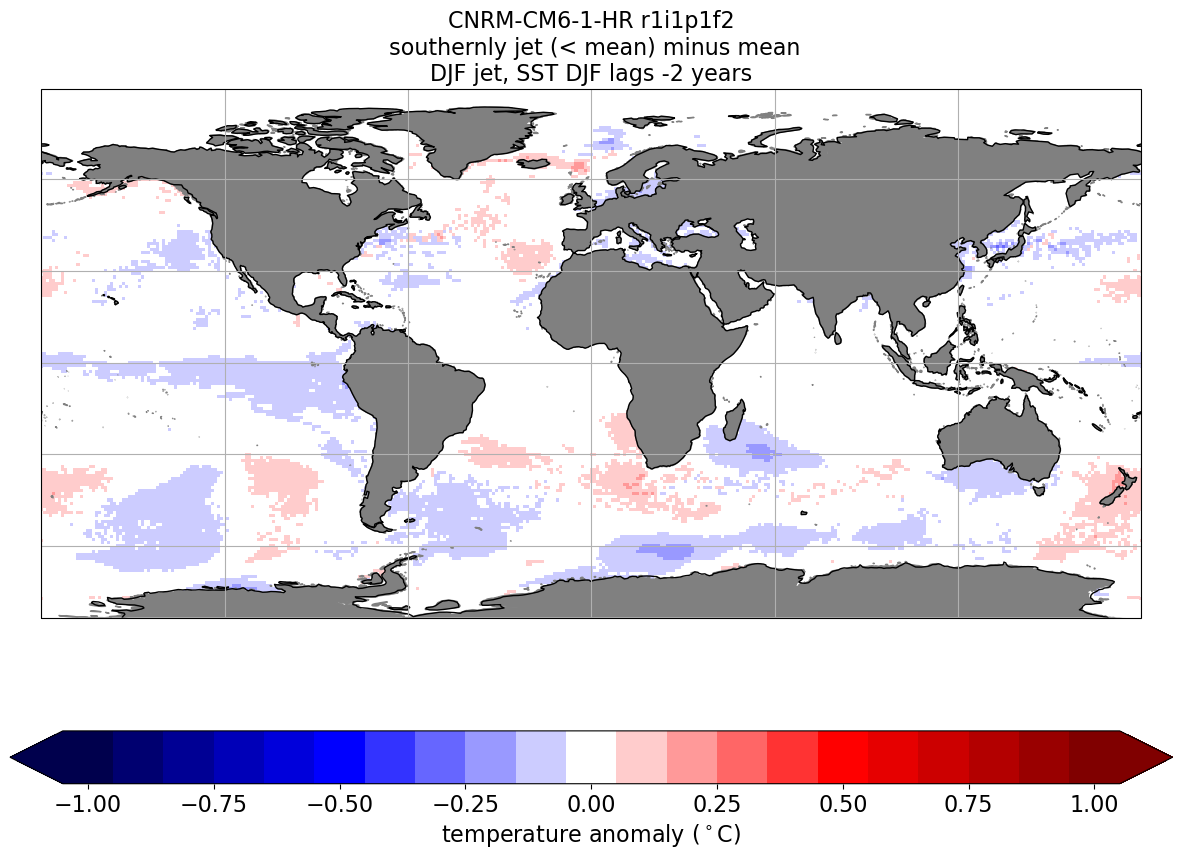 CNRM-CM6-1-HR r1i1p1f2
southernly jet (< mean) minus mean
DJF jet, SST DJF lags -2 years
−1.00 −0.75 −0.50 −0.25 0.00 0.25 0.50 0.75 1.00
temperature anomaly (°C)